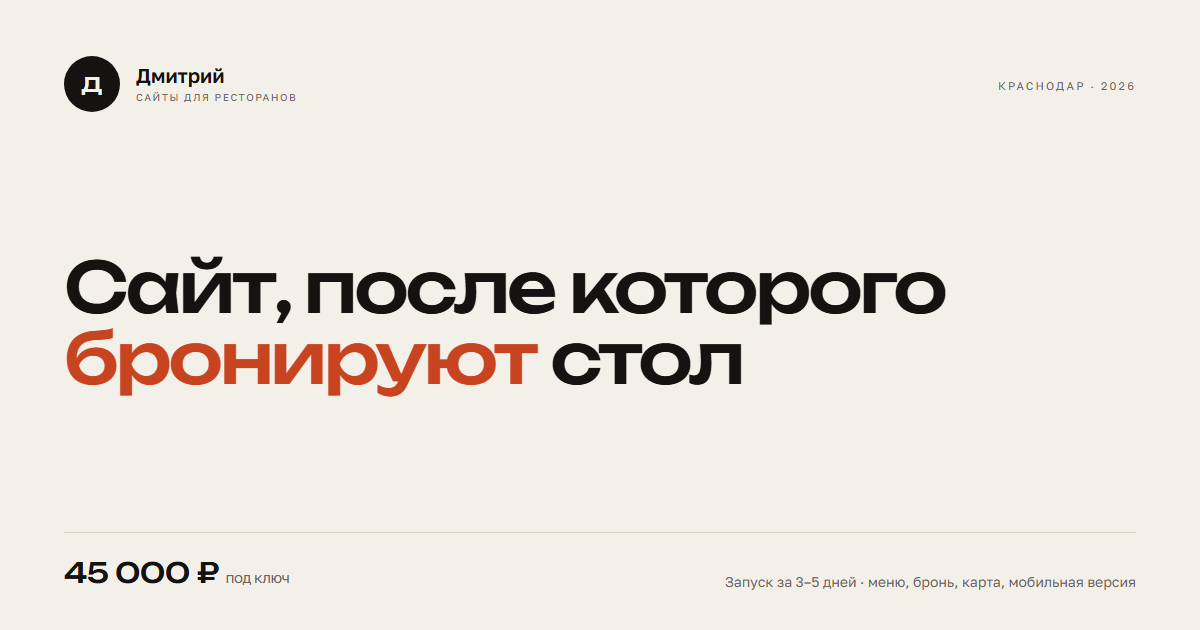 Д
Дмитрий
САЙТЫ ДЛЯ РЕСТОРАНОВ
КРАСНОДАР · 2026
Сайт, после которого
бронируют стол
45 000 ₽ под ключ
Запуск за 3–5 дней · меню, бронь, карта, мобильная версия